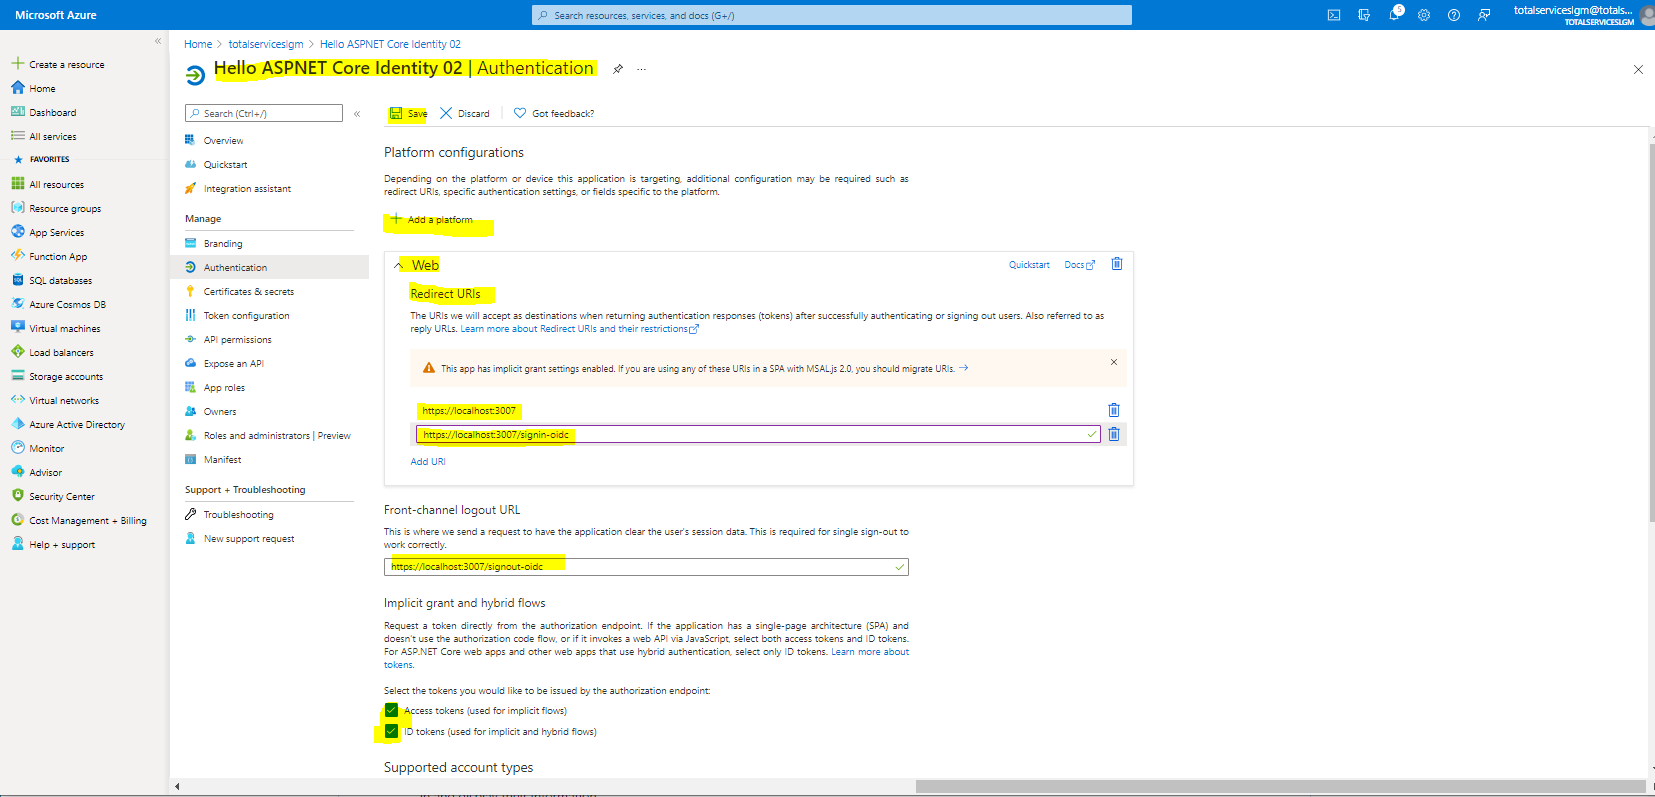 Microsoft Azure
Search resources, services, and docs (G+/)
5
totalserviceslgm@totals...
TOTALSERVICESLGM
«
Create a resource
Home
Dashboard
All services
FAVORITES
All resources
Resource groups
App Services
Function App
SQL databases
Azure Cosmos DB
Virtual machines
Load balancers
Storage accounts
Virtual networks
Azure Active Directory
Monitor
Advisor
Security Center
Cost Management + Billing
Help + support
Home > totalserviceslgm > Hello ASPNET Core Identity 02
Hello ASPNET Core Identity 02 | Authentication
...
Search (Ctrl+/)
«
Overview
Quickstart
Integration assistant
Manage
Branding
Authentication
Certificates & secrets
Token configuration
API permissions
Expose an API
App roles
Owners
Roles and administrators | Preview
Manifest
Support + Troubleshooting
Troubleshooting
New support request
Save
Discard
Got feedback?
Platform configurations
Depending on the platform or device this application is targeting, additional configuration may be required such as
redirect URIs, specific authentication settings, or fields specific to the platform.
Add a platform
Web
Quickstart
Docs
Redirect URIs
The URIs we will accept as destinations when returning authentication responses (tokens) after successfully authenticating or signing out users. Also referred to as
reply URLs. Learn more about Redirect URIs and their restrictions
This app has implicit grant settings enabled. If you are using any of these URIs in a SPA with MSAL.js 2.0, you should migrate URIs. →
https://localhost:3007
https://localhost:3007/signin-oidc
Add URI
Front-channel logout URL
This is where we send a request to have the application clear the user's session data. This is required for single sign-out to
work correctly.
https://localhost:3007/signout-oidc
Implicit grant and hybrid flows
Request a token directly from the authorization endpoint. If the application has a single-page architecture (SPA) and
doesn't use the authorization code flow, or if it invokes a web API via JavaScript, select both access tokens and ID tokens.
For ASP.NET Core web apps and other web apps that use hybrid authentication, select only ID tokens. Learn more about
tokens.
Select the tokens you would like to be issued by the authorization endpoint:
Access tokens (used for implicit flows)
ID tokens (used for implicit and hybrid flows)
Supported account types